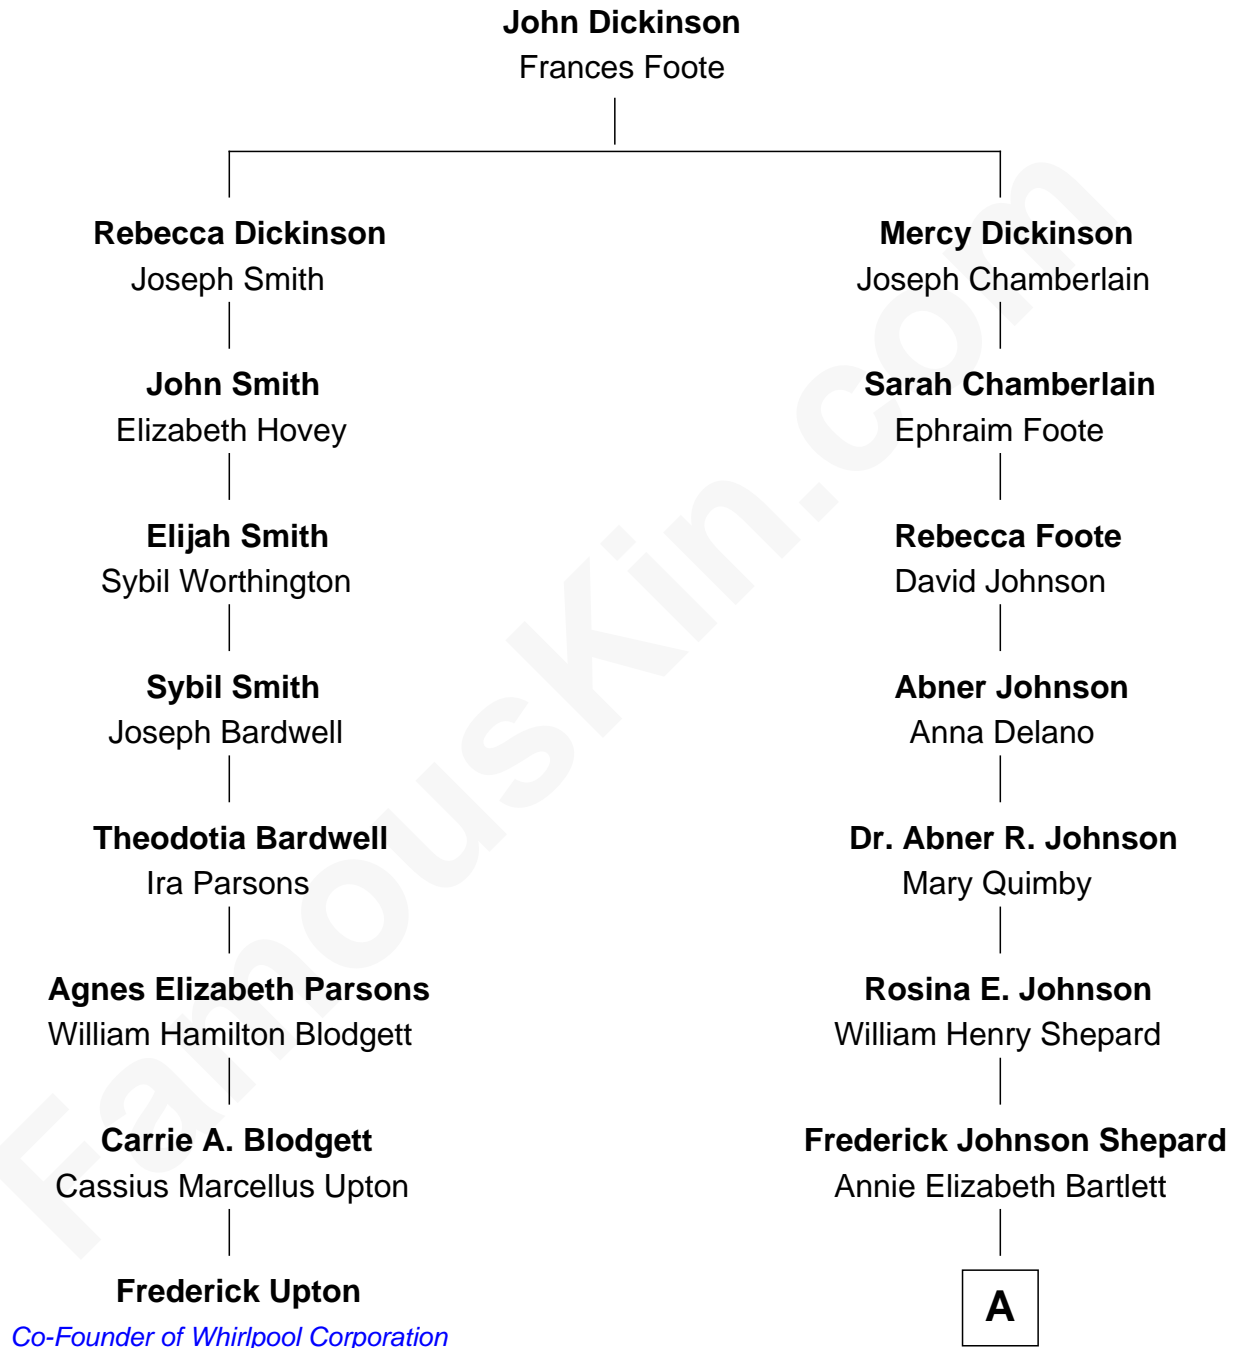 John Dickinson
Frances Foote
Rebecca Dickinson
Joseph Smith
Mercy Dickinson
Joseph Chamberlain
John Smith
Elizabeth Hovey
Sarah Chamberlain
Ephraim Foote
Elijah Smith
Sybil Worthington
Rebecca Foote
David Johnson
Sybil Smith
Joseph Bardwell
Abner Johnson
Anna Delano
Theodotia Bardwell
Ira Parsons
Dr. Abner R. Johnson
Mary Quimby
Agnes Elizabeth Parsons
William Hamilton Blodgett
Rosina E. Johnson
William Henry Shepard
Carrie A. Blodgett
Cassius Marcellus Upton
Frederick Johnson Shepard
Annie Elizabeth Bartlett
Frederick Upton
Co-Founder of Whirlpool Corporation
A
FamousKin.com